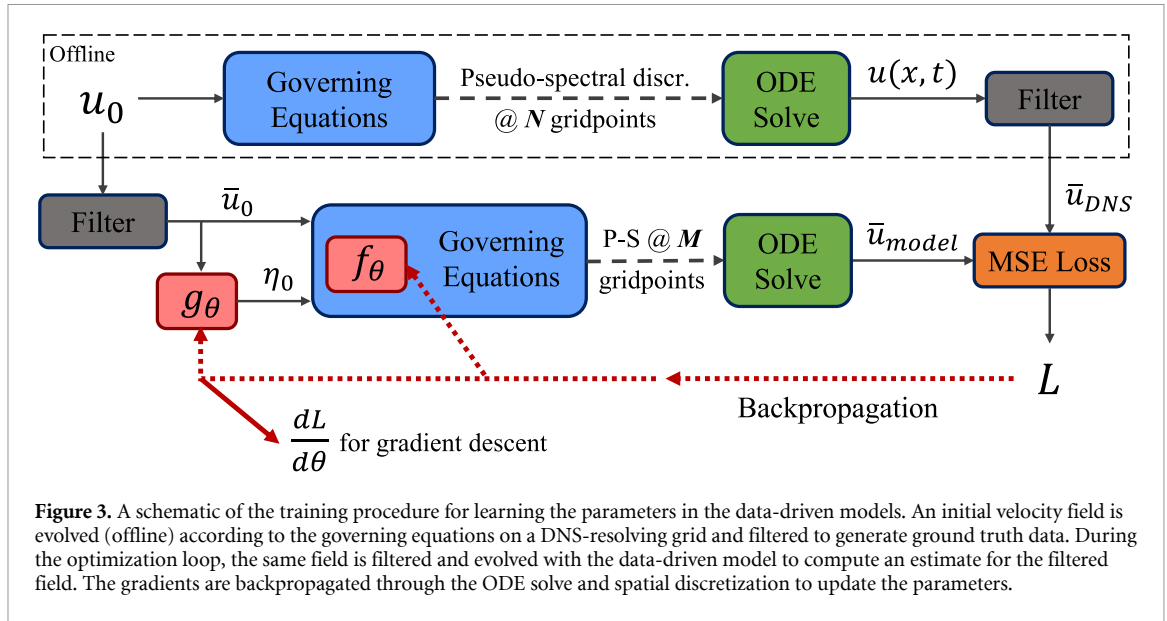 Offline
u₀
Governing
Equations
Pseudo-spectral discr.
@ N gridpoints
ODE
Solve
u(x, t)
Filter
Filter
ū₀
g_θ
η₀
f_θ
Governing
Equations
P-S @ M
gridpoints
ODE
Solve
ū_model
ū_DNS
MSE Loss
L
Backpropagation
dL/dθ for gradient descent
Figure 3. A schematic of the training procedure for learning the parameters in the data-driven models. An initial velocity field is
evolved (offline) according to the governing equations on a DNS-resolving grid and filtered to generate ground truth data. During
the optimization loop, the same field is filtered and evolved with the data-driven model to compute an estimate for the filtered
field. The gradients are backpropagated through the ODE solve and spatial discretization to update the parameters.